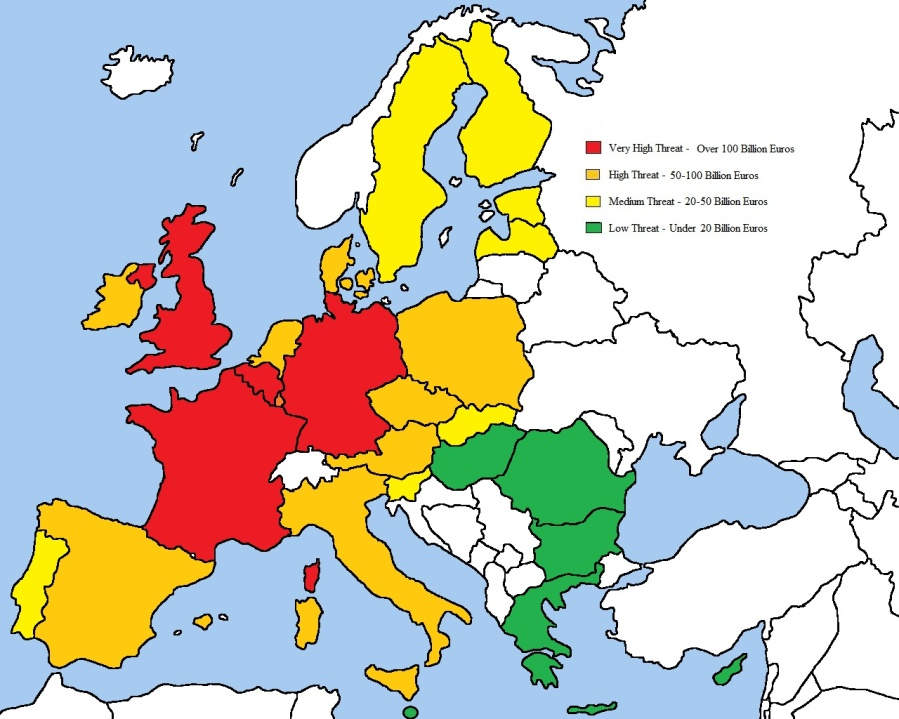 Very High Threat - Over 100 Billion Euros
High Threat - 50-100 Billion Euros
Medium Threat - 20-50 Billion Euros
Low Threat - Under 20 Billion Euros